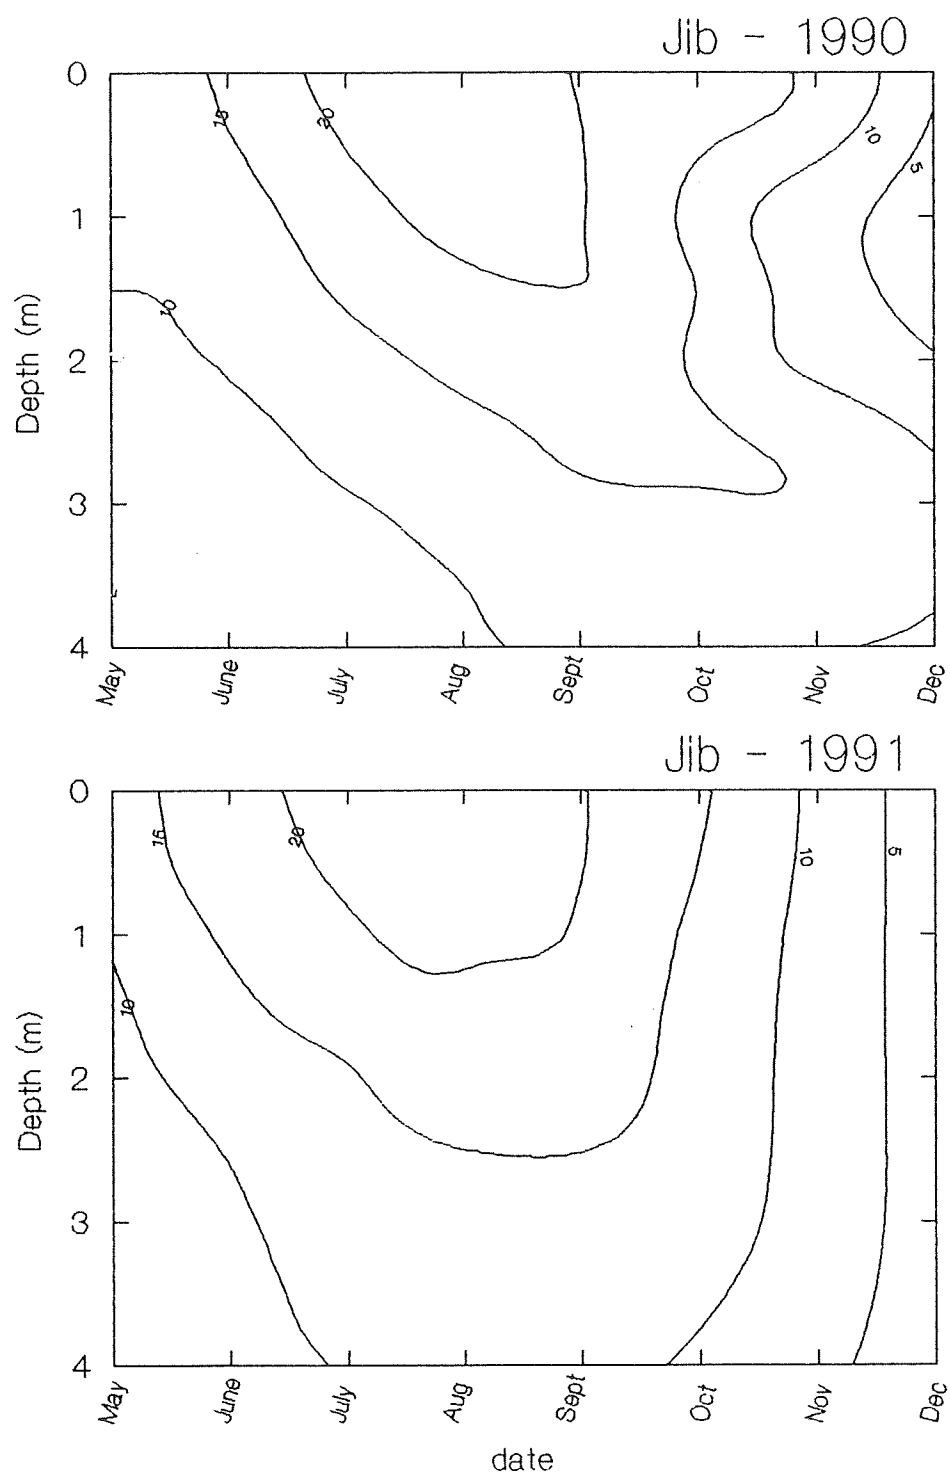 Jib - 1990
0
15
20
10
5
1
Depth (m)
10
2
3
4
May
June
July
Aug
Sept
Oct
Nov
Dec
Jib - 1991
0
15
20
10
5
1
10
Depth (m)
2
3
4
May
June
July
Aug
Sept
Oct
Nov
Dec
date